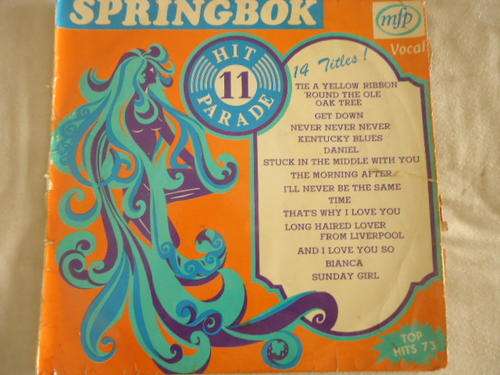 SPRINGBOK
mfp
Vocal
HIT
11
PARADE
14 Titles!
TIE A YELLOW RIBBON
'ROUND THE OLE
OAK TREE
GET DOWN
NEVER NEVER NEVER
KENTUCKY BLUES
DANIEL
STUCK IN THE MIDDLE WITH YOU
THE MORNING AFTER
I'LL NEVER BE THE SAME
TIME
THAT'S WHY I LOVE YOU
LONG HAIRED LOVER
FROM LIVERPOOL
AND I LOVE YOU SO
BIANCA
SUNDAY GIRL
TOP
HITS 73